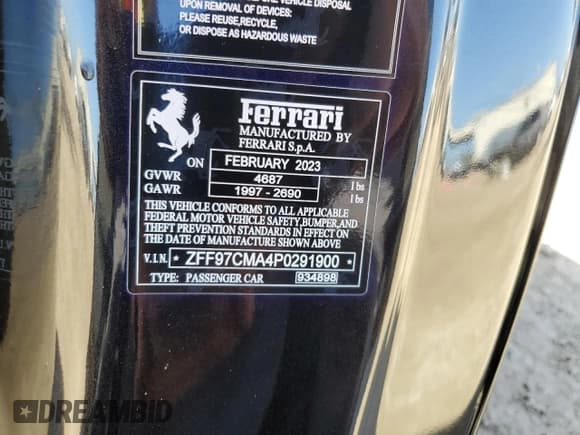 VEHICLE DISPOSAL
UPON REMOVAL OF DEVICES:
PLEASE REUSE,RECYCLE,
OR DISPOSE AS HAZARDOUS WASTE
Ferrari
MANUFACTURED BY
FERRARI S.p.A.
ON FEBRUARY 2023
GVWR 4687 lbs
GAWR 1997 - 2690 lbs
THIS VEHICLE CONFORMS TO ALL APPLICABLE
FEDERAL MOTOR VEHICLE SAFETY,BUMPER,AND
THEFT PREVENTION STANDARDS IN EFFECT ON
THE DATE OF MANUFACTURE SHOWN ABOVE
V.I.N. * ZFF97CMA4P0291900 *
TYPE: PASSENGER CAR 934898
DREAMBID